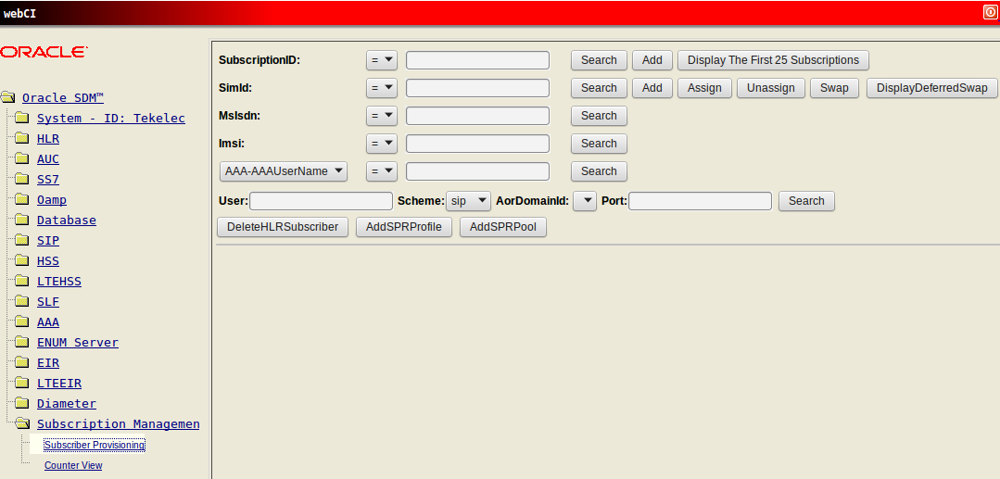 webCI
ORACLE
Oracle SDM™
System - ID: Tekelec
HLR
AUC
SS7
Oamp
Database
SIP
HSS
LTEHSS
SLF
AAA
ENUM Server
EIR
LTEEIR
Diameter
Subscription Managemen
Subscriber Provisioning
Counter View
SubscriptionID: = Search Add Display The First 25 Subscriptions
SimId: = Search Add Assign Unassign Swap DisplayDeferredSwap
MsIsdn: = Search
Imsi: = Search
AAA-AAAUserName = Search
User: Scheme: sip AorDomainId: Port: Search
DeleteHLRSubscriber AddSPRProfile AddSPRPool